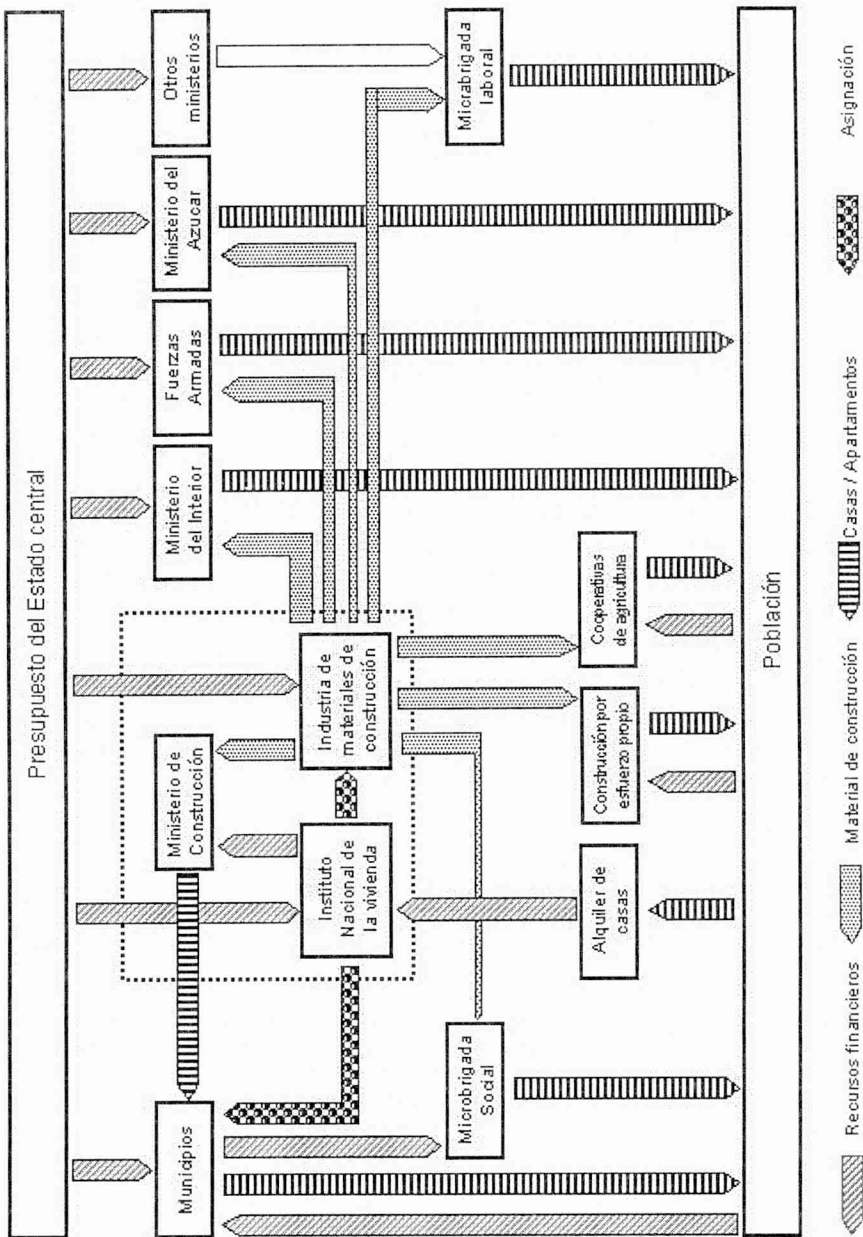 Presupuesto del Estado central
Municipios
Ministerio de
Construcción
Ministerio
del Interior
Fuerzas
Armadas
Ministerio del
Azucar
Otros
ministerios
Instituto
Nacional de
la vivienda
Industria de
materiales de
construcción
Microbrigada
Social
Micrabrigada
laboral
Alquiler de
casas
Construcción por
esfuerzo propio
Cooperativas
de agricultura
Población
Recursos financieros
Material de construcción
Casas / Apartamentos
Asignación